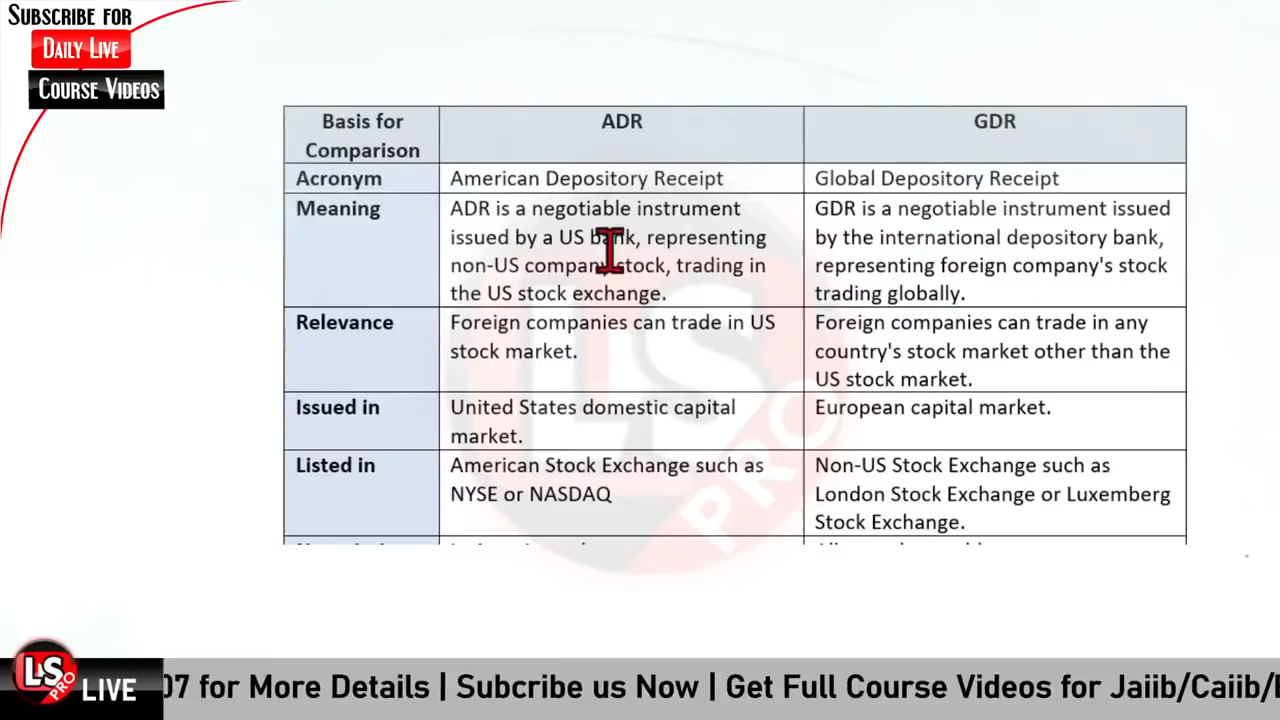 SUBSCRIBE FOR
DAILY LIVE
COURSE VIDEOS
Basis for
Comparison
ADR
GDR
Acronym
American Depository Receipt
Global Depository Receipt
Meaning
ADR is a negotiable instrument
issued by a US bank, representing
non-US company stock, trading in
the US stock exchange.
GDR is a negotiable instrument issued
by the international depository bank,
representing foreign company's stock
trading globally.
Relevance
Foreign companies can trade in US
stock market.
Foreign companies can trade in any
country's stock market other than the
US stock market.
Issued in
United States domestic capital
market.
European capital market.
Listed in
American Stock Exchange such as
NYSE or NASDAQ
Non-US Stock Exchange such as
London Stock Exchange or Luxemberg
Stock Exchange.
LS
PRO
LS
PRO
LIVE
07 for More Details | Subcribe us Now | Get Full Course Videos for Jaiib/Caiib/